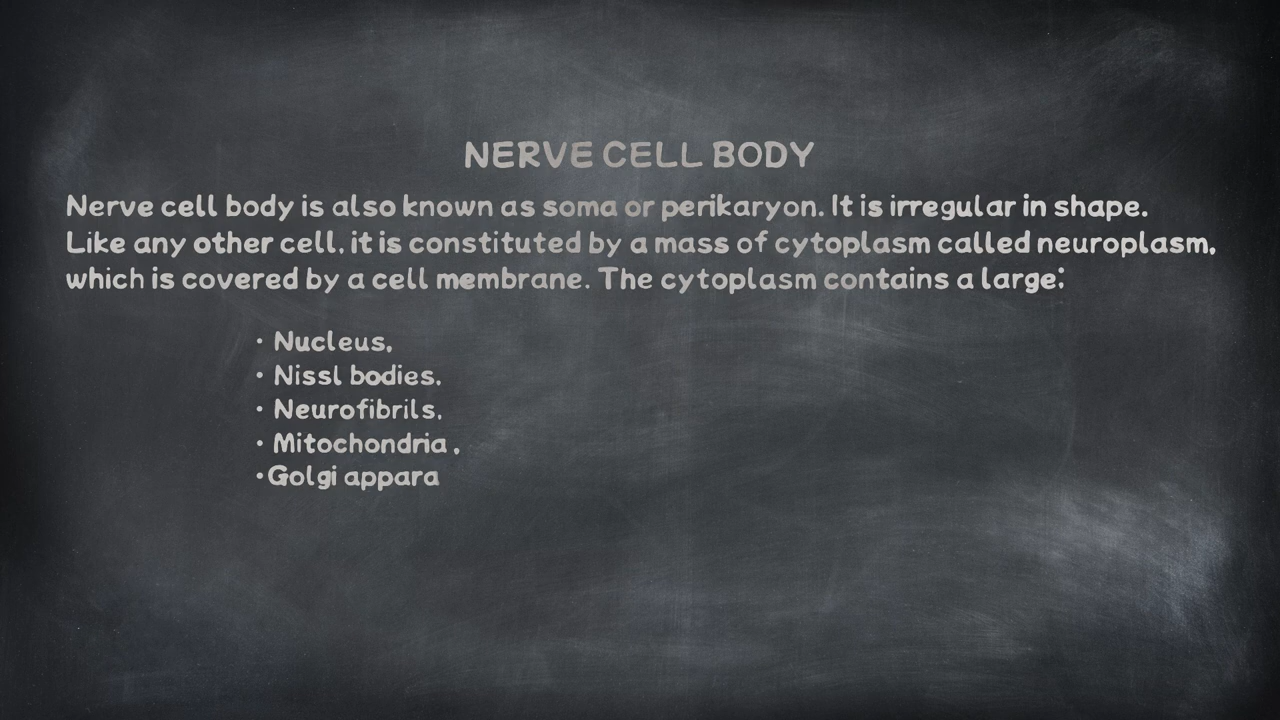 NERVE CELL BODY
Nerve cell body is also known as soma or perikaryon. It is irregular in shape.
Like any other cell, it is constituted by a mass of cytoplasm called neuroplasm,
which is covered by a cell membrane. The cytoplasm contains a large:
• Nucleus,
• Nissl bodies,
• Neurofibrils,
• Mitochondria ,
•Golgi appara